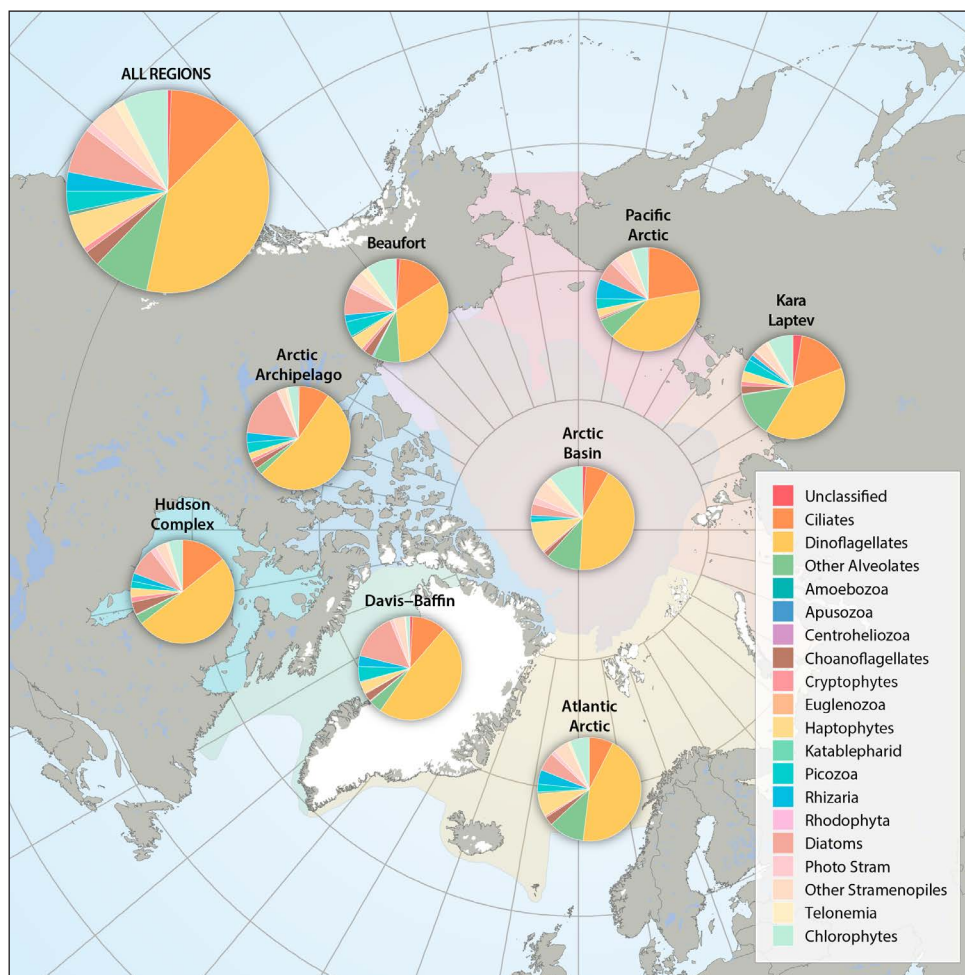 ALL REGIONS
Beaufort
Pacific
Arctic
Kara
Laptev
Arctic
Archipelago
Arctic
Basin
Hudson
Complex
Davis–Baffin
Atlantic
Arctic
Unclassified
Ciliates
Dinoflagellates
Other Alveolates
Amoebozoa
Apusozoa
Centroheliozoa
Choanoflagellates
Cryptophytes
Euglenozoa
Haptophytes
Katablepharid
Picozoa
Rhizaria
Rhodophyta
Diatoms
Photo Stram
Other Stramenopiles
Telonemia
Chlorophytes